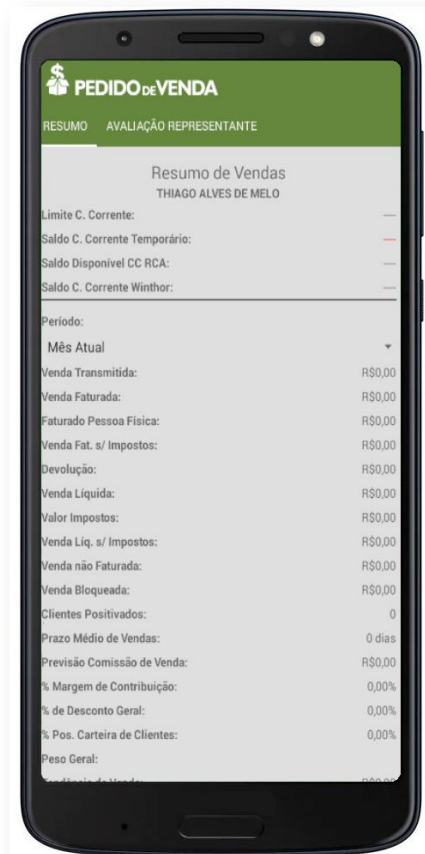 PEDIDO DE VENDA
RESUMO AVALIAÇÃO REPRESENTANTE
Resumo de Vendas
THIAGO ALVES DE MELO
Limite C. Corrente: ---
Saldo C. Corrente Temporário: ---
Saldo Disponível CC RCA: ---
Saldo C. Corrente Winthor: ---
Período:
Mês Atual
Venda Transmitida: R$0,00
Venda Faturada: R$0,00
Faturado Pessoa Física: R$0,00
Venda Fat. s/ Impostos: R$0,00
Devolução: R$0,00
Venda Líquida: R$0,00
Valor Impostos: R$0,00
Venda Líq. s/ Impostos: R$0,00
Venda não Faturada: R$0,00
Venda Bloqueada: R$0,00
Clientes Positivados: 0
Prazo Médio de Vendas: 0 dias
Previsão Comissão de Venda: R$0,00
% Margem de Contribuição: 0,00%
% de Desconto Geral: 0,00%
% Pos. Carteira de Clientes: 0,00%
Peso Geral: